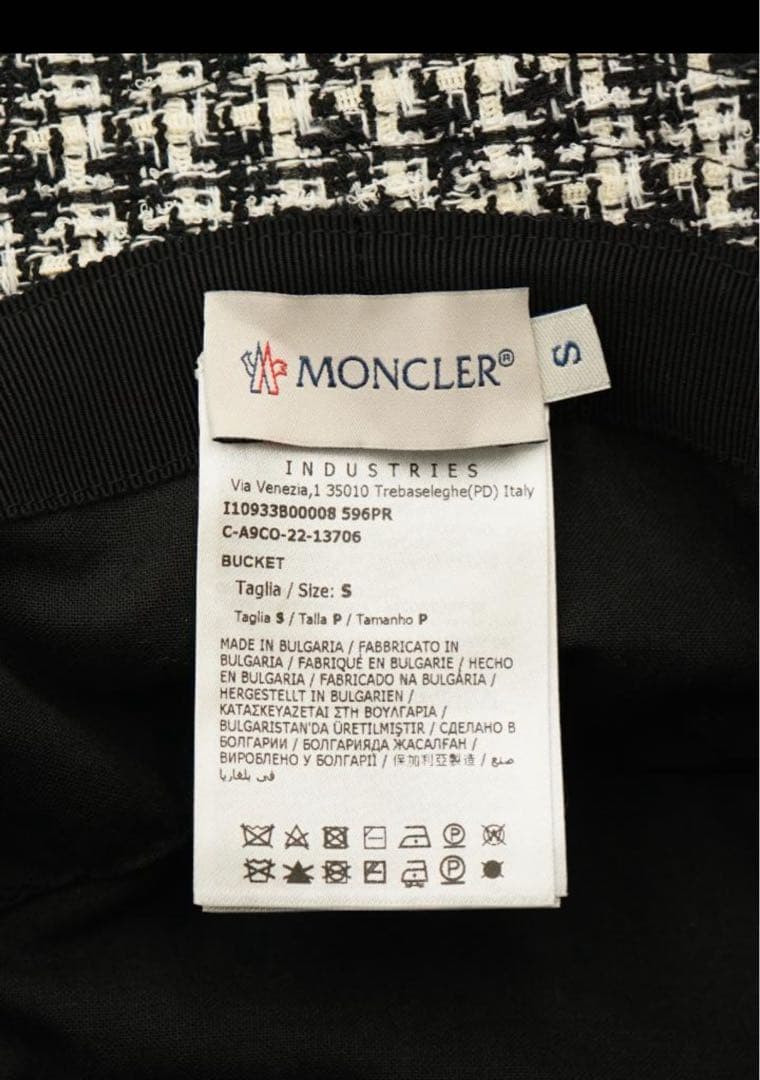 MONCLER®
S
INDUSTRIES
Via Venezia,1 35010 Trebaseleghe(PD) Italy
I10933B00008 596PR
C-A9CO-22-13706
BUCKET
Taglia / Size: S
Taglia S / Talla P / Tamanho P
MADE IN BULGARIA / FABBRICATO IN
BULGARIA / FABRIQUÉ EN BULGARIE / HECHO
EN BULGARIA / FABRICADO NA BULGÁRIA /
HERGESTELLT IN BULGARIEN /
ΚΑΤΑΣΚΕΥΑΖΕΤΑΙ ΣΤΗ ΒΟΥΛΓΑΡΙΑ /
BULGARISTAN'DA ÜRETILMIŞTIR / СДЕЛАНО В
БОЛГАРИИ / БОЛГАРИЯДА ЖАСАЛҒАН /
ВИРОБЛЕНО У БОЛГАРІЇ / 保加利亞製造 / صنع
في بلغاريا
P W
P